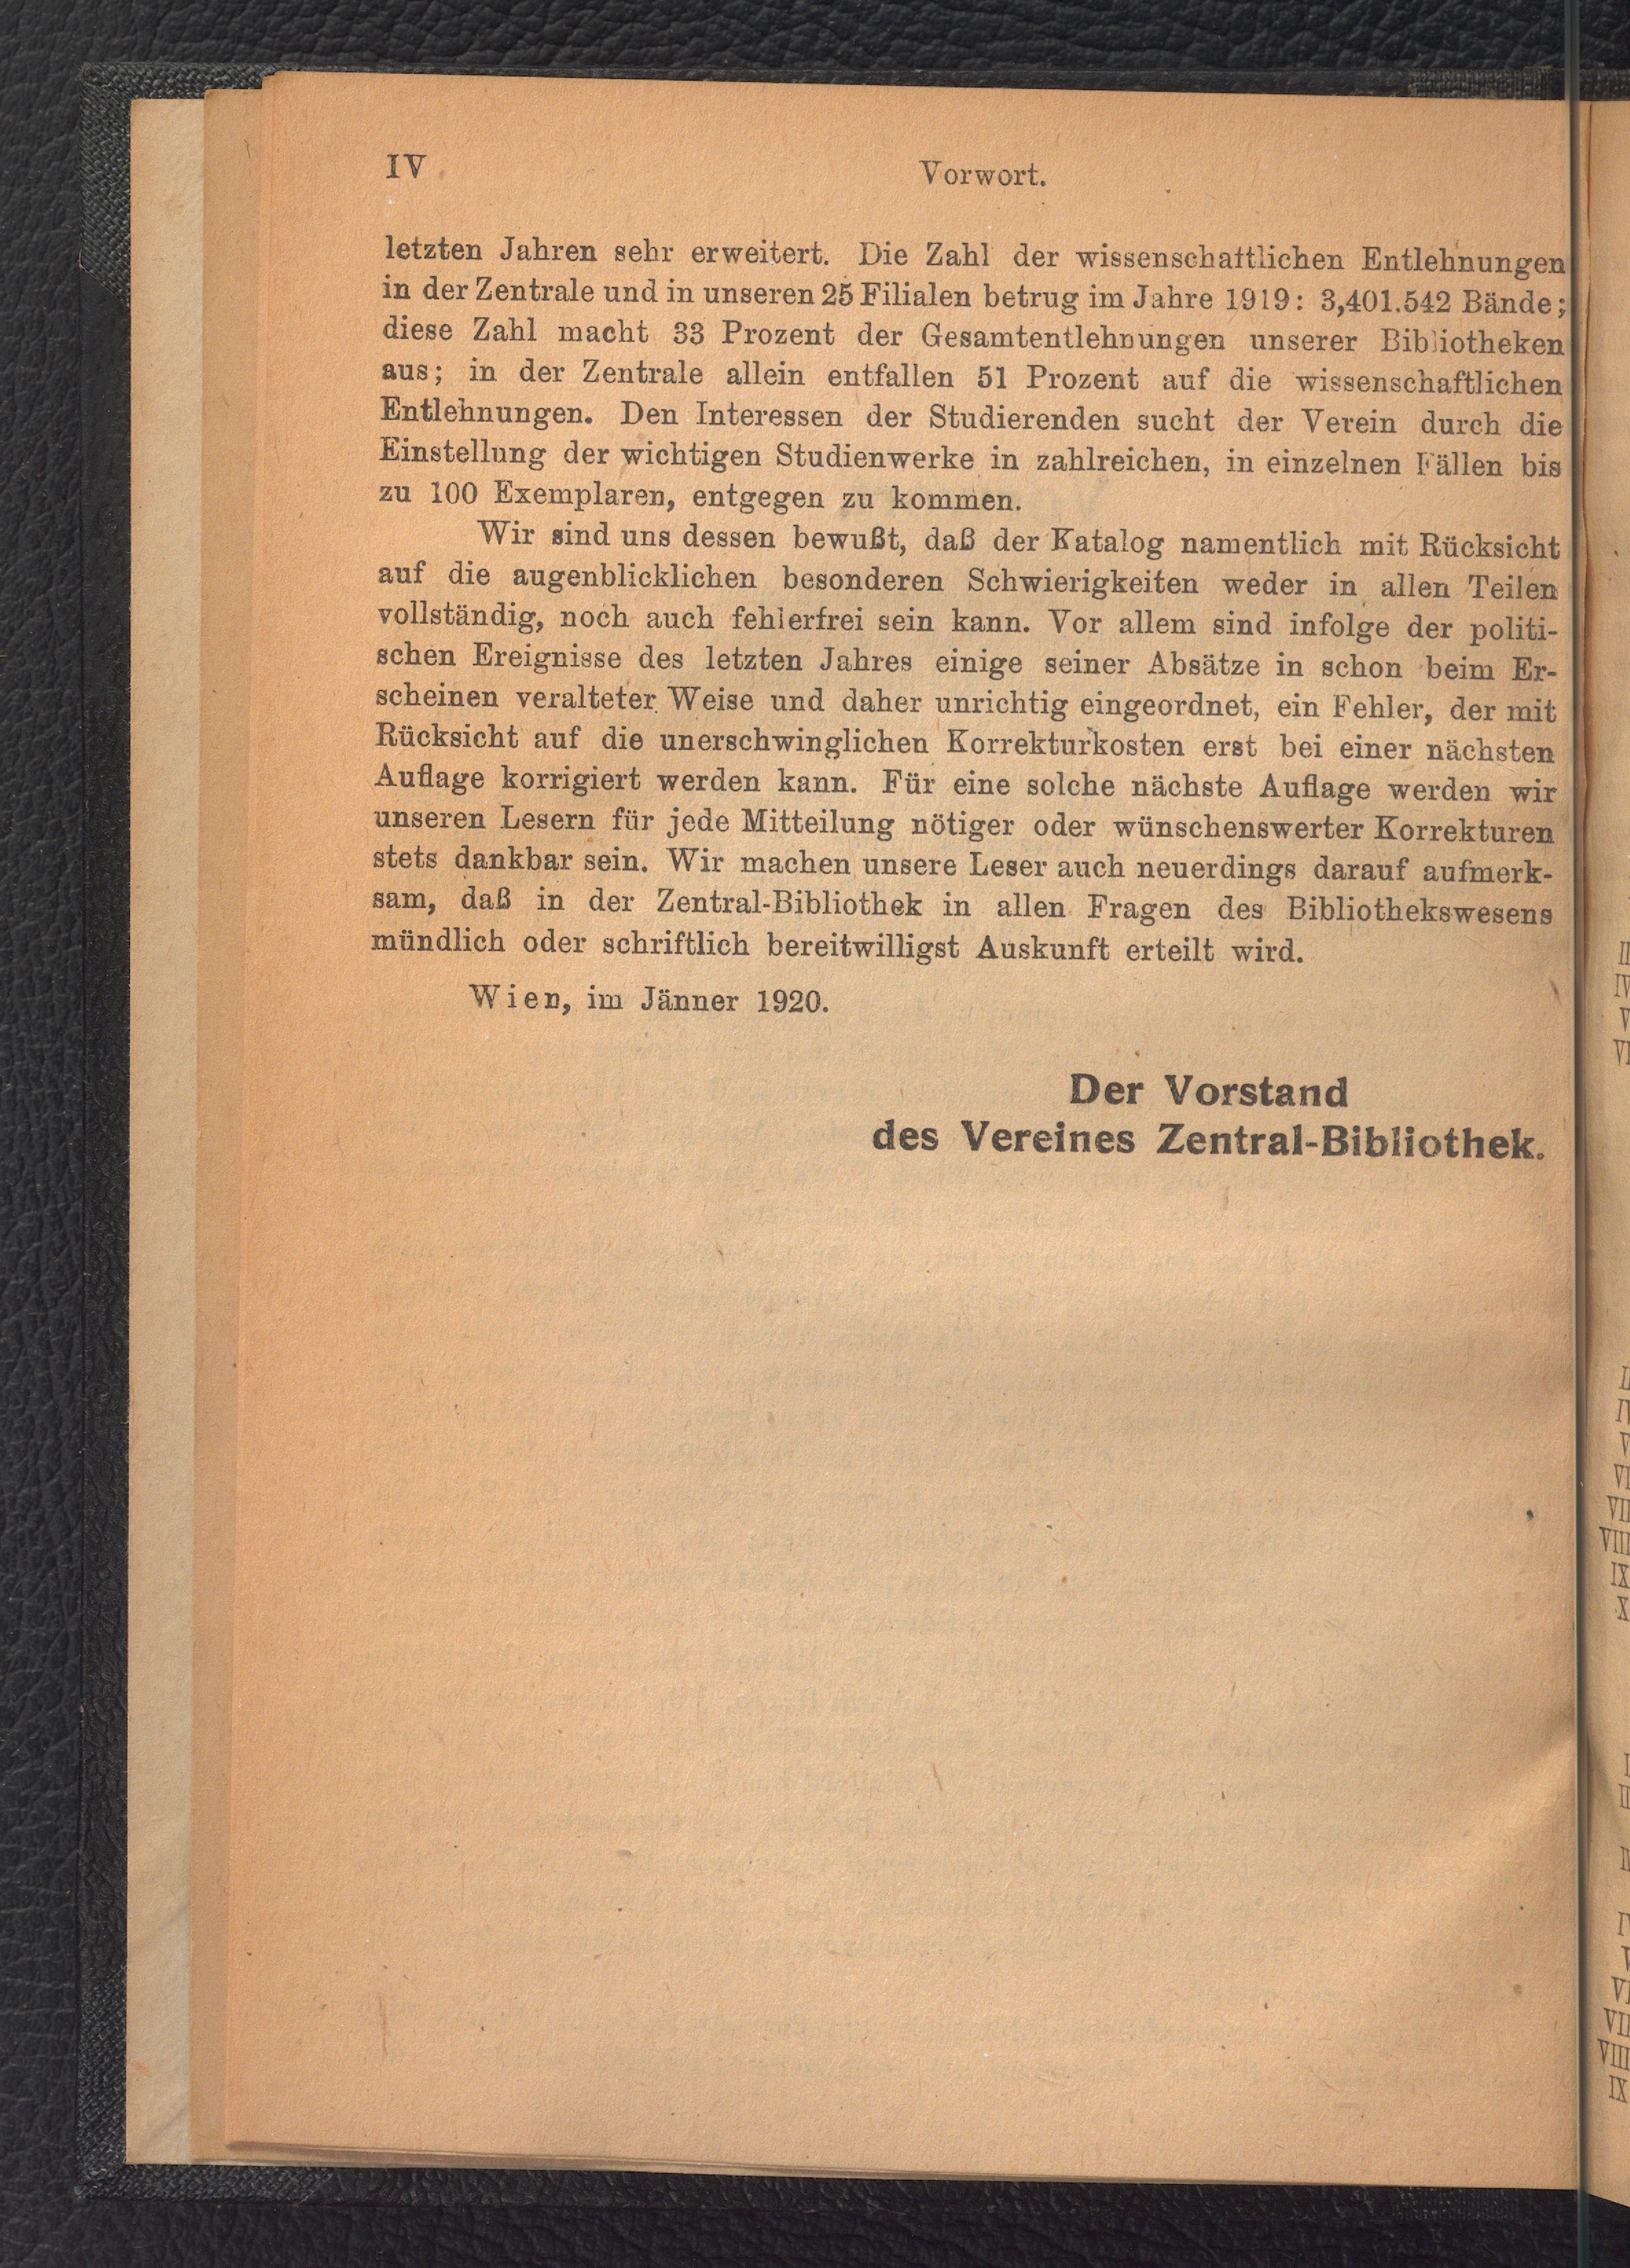 IV
Vorwort.
letzten Jahren sehr erweitert. Die Zahl der wissenschaftlichen Entlehnungen
in der Zentrale und in unseren 25 Filialen betrug im Jahre 1919: 3,401.542 Bände;
diese Zahl macht 33 Prozent der Gesamtentlehnungen unserer Bibliotheken
aus; in der Zentrale allein entfallen 51 Prozent auf die wissenschaftlichen
Entlehnungen. Den Interessen der Studierenden sucht der Verein durch die
Einstellung der wichtigen Studienwerke in zahlreichen, in einzelnen Fällen bis
zu 100 Exemplaren, entgegen zu kommen.
Wir sind uns dessen bewußt, daß der Katalog namentlich mit Rücksicht
auf die augenblicklichen besonderen Schwierigkeiten weder in allen Teilen
vollständig, noch auch fehlerfrei sein kann. Vor allem sind infolge der politi-
schen Ereignisse des letzten Jahres einige seiner Absätze in schon beim Er-
scheinen veralteter Weise und daher unrichtig eingeordnet, ein Fehler, der mit
Rücksicht auf die unerschwinglichen Korrekturkosten erst bei einer nächsten
Auflage korrigiert werden kann. Für eine solche nächste Auflage werden wir
unseren Lesern für jede Mitteilung nötiger oder wünschenswerter Korrekturen
stets dankbar sein. Wir machen unsere Leser auch neuerdings darauf aufmerk-
sam, daß in der Zentral-Bibliothek in allen Fragen des Bibliothekswesens
mündlich oder schriftlich bereitwilligst Auskunft erteilt wird.
Wien, im Jänner 1920.
Der Vorstand
des Vereines Zentral-Bibliothek.